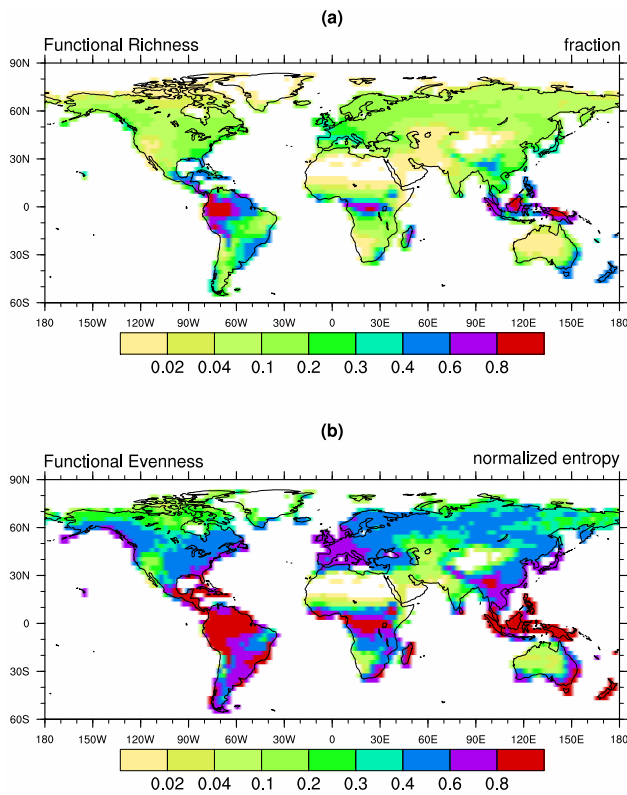 (a)
Functional Richness fraction
90N
60N
30N
0
30S
60S
180 150W 120W 90W 60W 30W 0 30E 60E 90E 120E 150E 180
0.02 0.04 0.1 0.2 0.3 0.4 0.6 0.8
(b)
Functional Evenness normalized entropy
90N
60N
30N
0
30S
60S
180 150W 120W 90W 60W 30W 0 30E 60E 90E 120E 150E 180
0.02 0.04 0.1 0.2 0.3 0.4 0.6 0.8